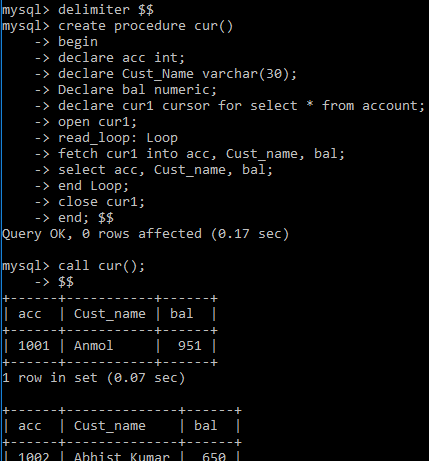 mysql> delimiter $$
mysql> create procedure cur()
    -> begin
    -> declare acc int;
    -> declare Cust_Name varchar(30);
    -> Declare bal numeric;
    -> declare cur1 cursor for select * from account;
    -> open cur1;
    -> read_loop: Loop
    -> fetch cur1 into acc, Cust_name, bal;
    -> select acc, Cust_name, bal;
    -> end Loop;
    -> close cur1;
    -> end; $$
Query OK, 0 rows affected (0.17 sec)
mysql> call cur();
    -> $$
+------+-----------+------+
| acc  | Cust_name | bal  |
+------+-----------+------+
| 1001 | Anmol     |  951 |
+------+-----------+------+
1 row in set (0.07 sec)
+------+--------------+------+
| acc  | Cust_name    | bal  |
+------+--------------+------+
| 1002 | Abhist Kumar |  650 |